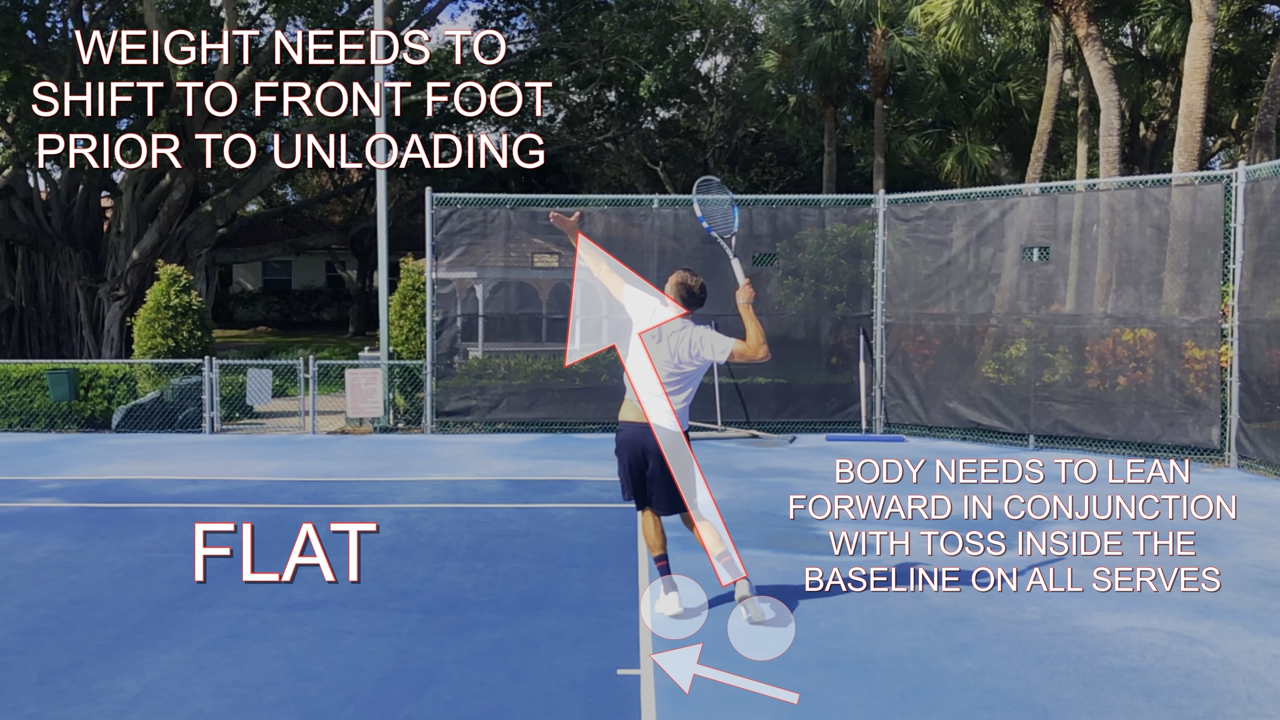 WEIGHT NEEDS TO
SHIFT TO FRONT FOOT
PRIOR TO UNLOADING
FLAT
BODY NEEDS TO LEAN
FORWARD IN CONJUNCTION
WITH TOSS INSIDE THE
BASELINE ON ALL SERVES